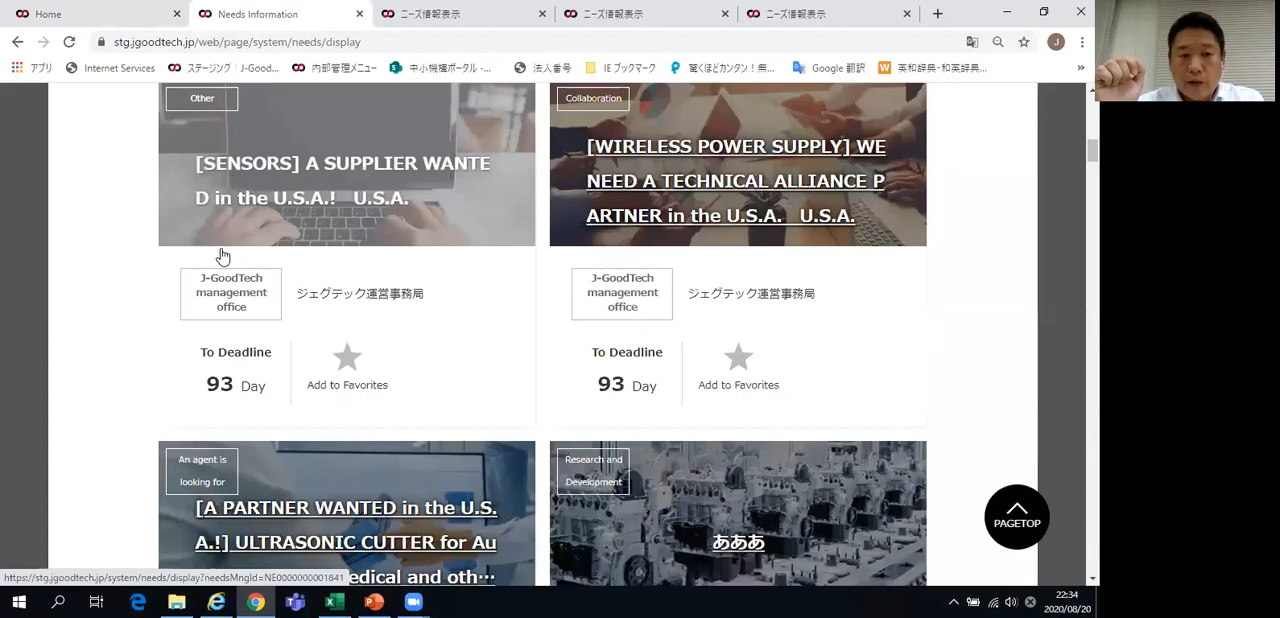 Home
Needs Information
ニーズ情報表示
ニーズ情報表示
ニーズ情報表示
stg.jgoodtech.jp/web/page/system/needs/display
アプリ
Internet Services
ステージング | J-Good...
内部管理メニュー
中小機構ポータル -...
法人番号
IE ブックマーク
驚くほどカンタン！無...
Google 翻訳
英和辞典・和英辞典...
»
Other
[SENSORS] A SUPPLIER WANTE
D in the U.S.A.!　U.S.A.
Collaboration
[WIRELESS POWER SUPPLY] WE
NEED A TECHNICAL ALLIANCE P
ARTNER in the U.S.A.　U.S.A.
J-GoodTech
management
office
ジェグテック運営事務局
J-GoodTech
management
office
ジェグテック運営事務局
To Deadline
93 Day
Add to Favorites
To Deadline
93 Day
Add to Favorites
An agent is
looking for
[A PARTNER WANTED in the U.S.
A.!] ULTRASONIC CUTTER for Au
edical and oth…
Research and
Development
あああ
PAGETOP
https://stg.jgoodtech.jp/system/needs/display?needsMngId=NE0000000001841
22:34
2020/08/20